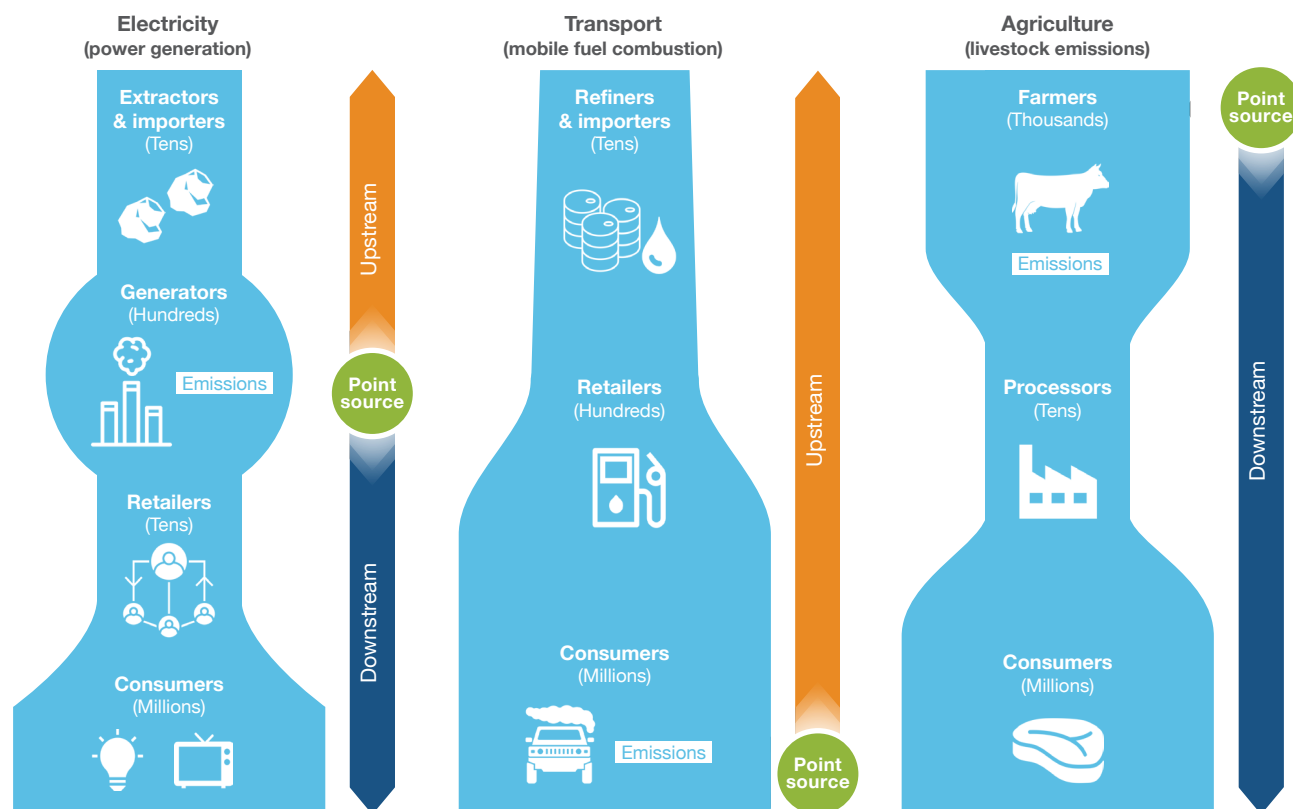 Electricity
(power generation)
Extractors
& importers
(Tens)
Generators
(Hundreds)
Emissions
Retailers
(Tens)
Consumers
(Millions)
Upstream
Point
source
Downstream
Transport
(mobile fuel combustion)
Refiners
& importers
(Tens)
Retailers
(Hundreds)
Consumers
(Millions)
Emissions
Upstream
Point
source
Agriculture
(livestock emissions)
Farmers
(Thousands)
Emissions
Processors
(Tens)
Consumers
(Millions)
Point
source
Downstream